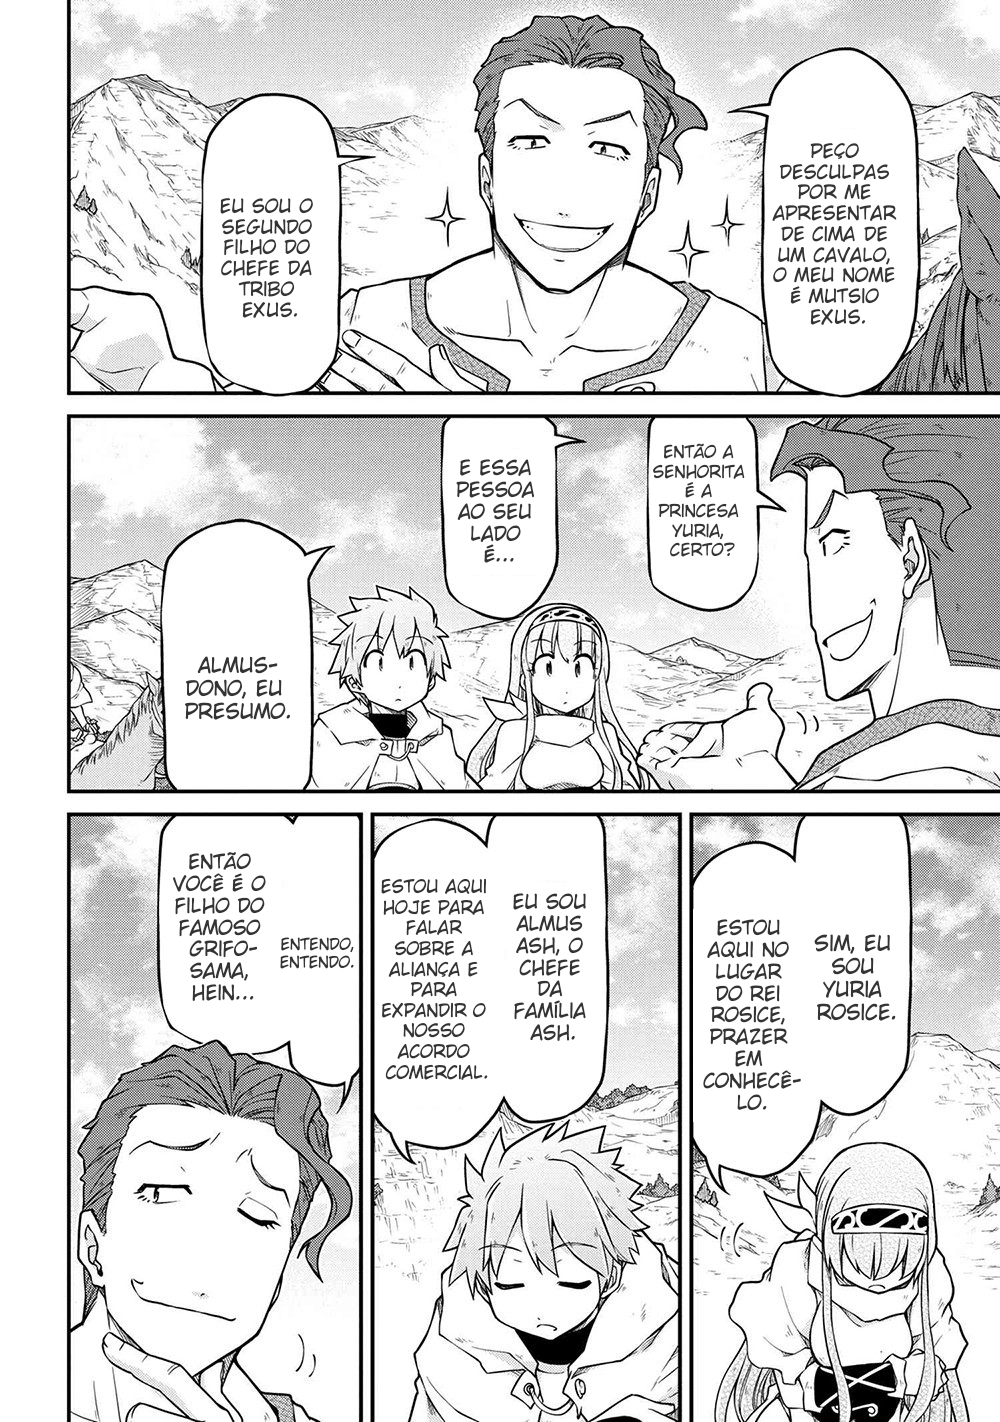 PEÇO
DESCULPAS
POR ME
APRESENTAR
DE CIMA DE
UM CAVALO,
O MEU NOME
É MUTSIO
EXUS.
EU SOU O
SEGUNDO
FILHO DO
CHEFE DA
TRIBO
EXUS.
ENTÃO A
SENHORITA
É A
PRINCESA
YURIA,
CERTO?
E ESSA
PESSOA
AO SEU
LADO
É...
ALMUS-
DONO, EU
PRESUMO.
SIM, EU
SOU
YURIA
ROSICE.
ESTOU
AQUI NO
LUGAR
DO REI
ROSICE,
PRAZER
EM
CONHECÊ-
LO.
EU SOU
ALMUS
ASH, O
CHEFE
DA
FAMÍLIA
ASH.
ESTOU AQUI
HOJE PARA
FALAR
SOBRE A
ALIANÇA E
PARA
EXPANDIR O
NOSSO
ACORDO
COMERCIAL.
ENTENDO,
ENTENDO.
ENTÃO
VOCÊ É O
FILHO DO
FAMOSO
GRIFO-
SAMA,
HEIN...